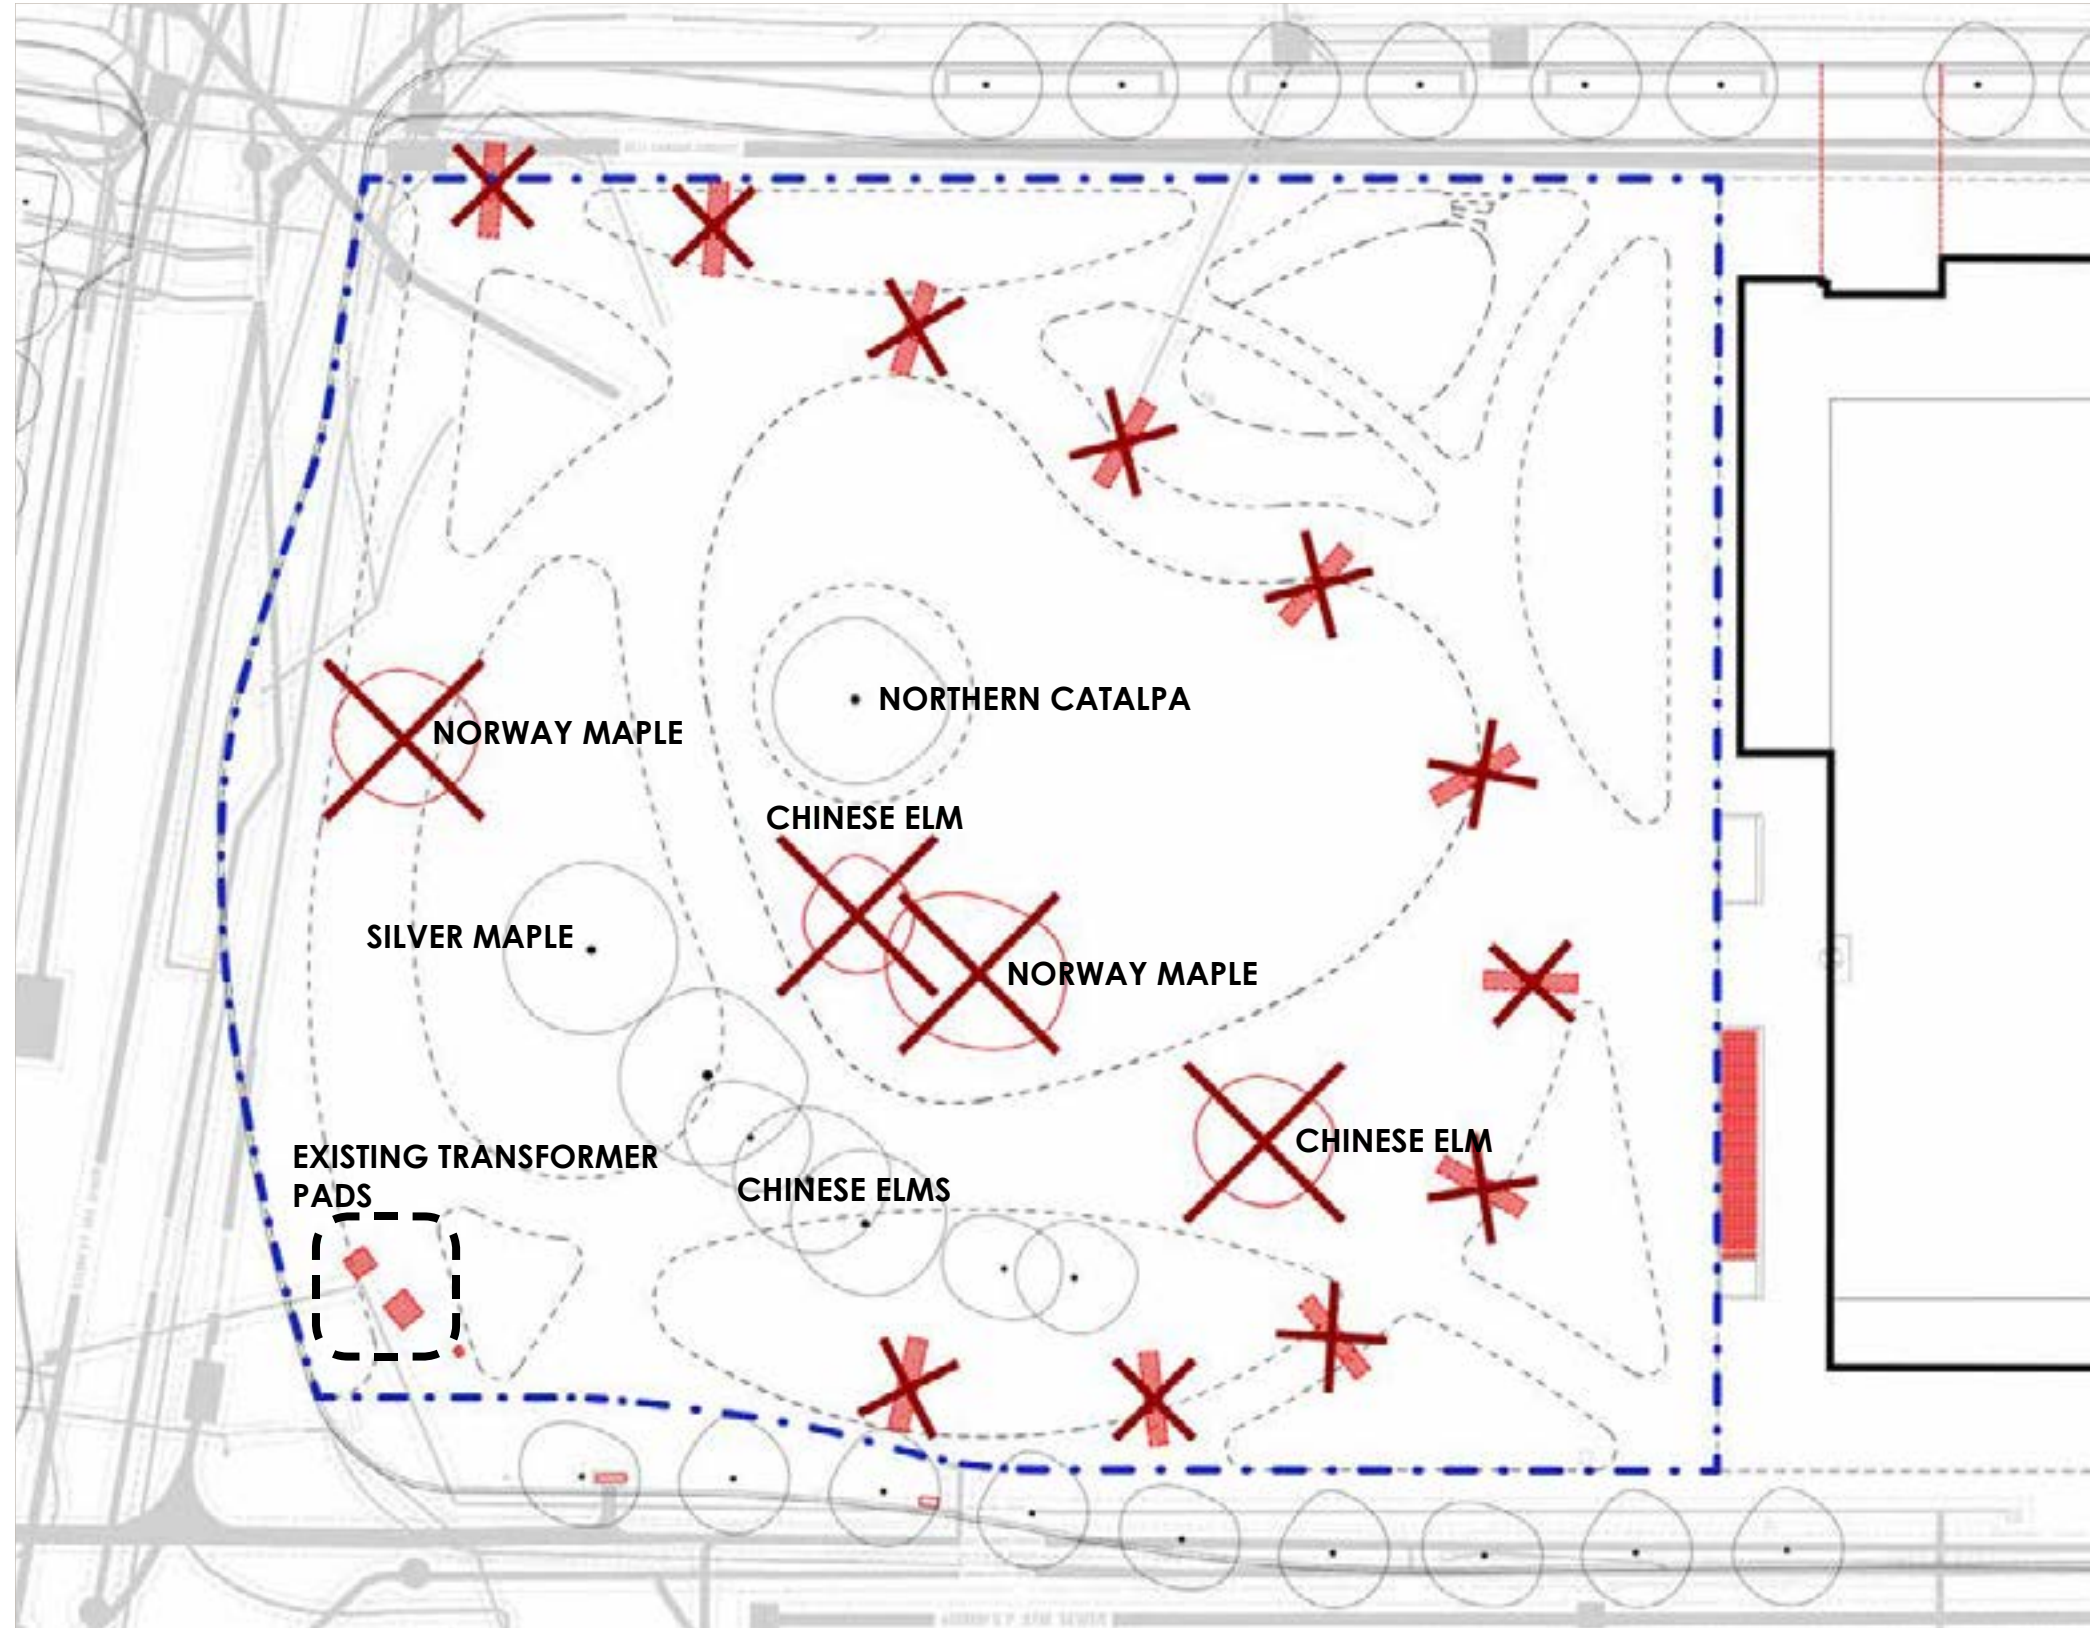 NORTHERN CATALPA
NORWAY MAPLE
CHINESE ELM
SILVER MAPLE
NORWAY MAPLE
CHINESE ELM
EXISTING TRANSFORMER
PADS
CHINESE ELMS